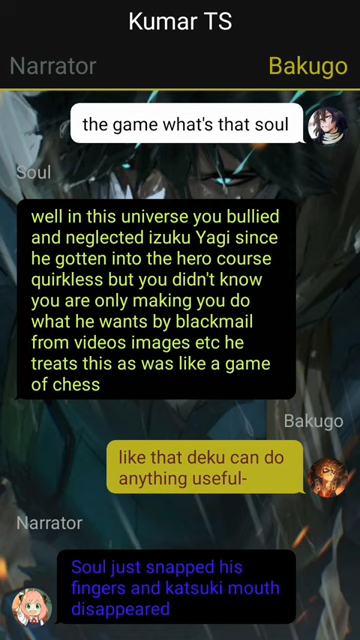 Kumar TS
Narrator
Bakugo
the game what's that soul
Soul
well in this universe you bullied
and neglected izuku Yagi since
he gotten into the hero course
quirkless but you didn't know
you are only making you do
what he wants by blackmail
from videos images etc he
treats this as was like a game
of chess
Bakugo
like that deku can do
anything useful-
Narrator
Soul just snapped his
fingers and katsuki mouth
disappeared